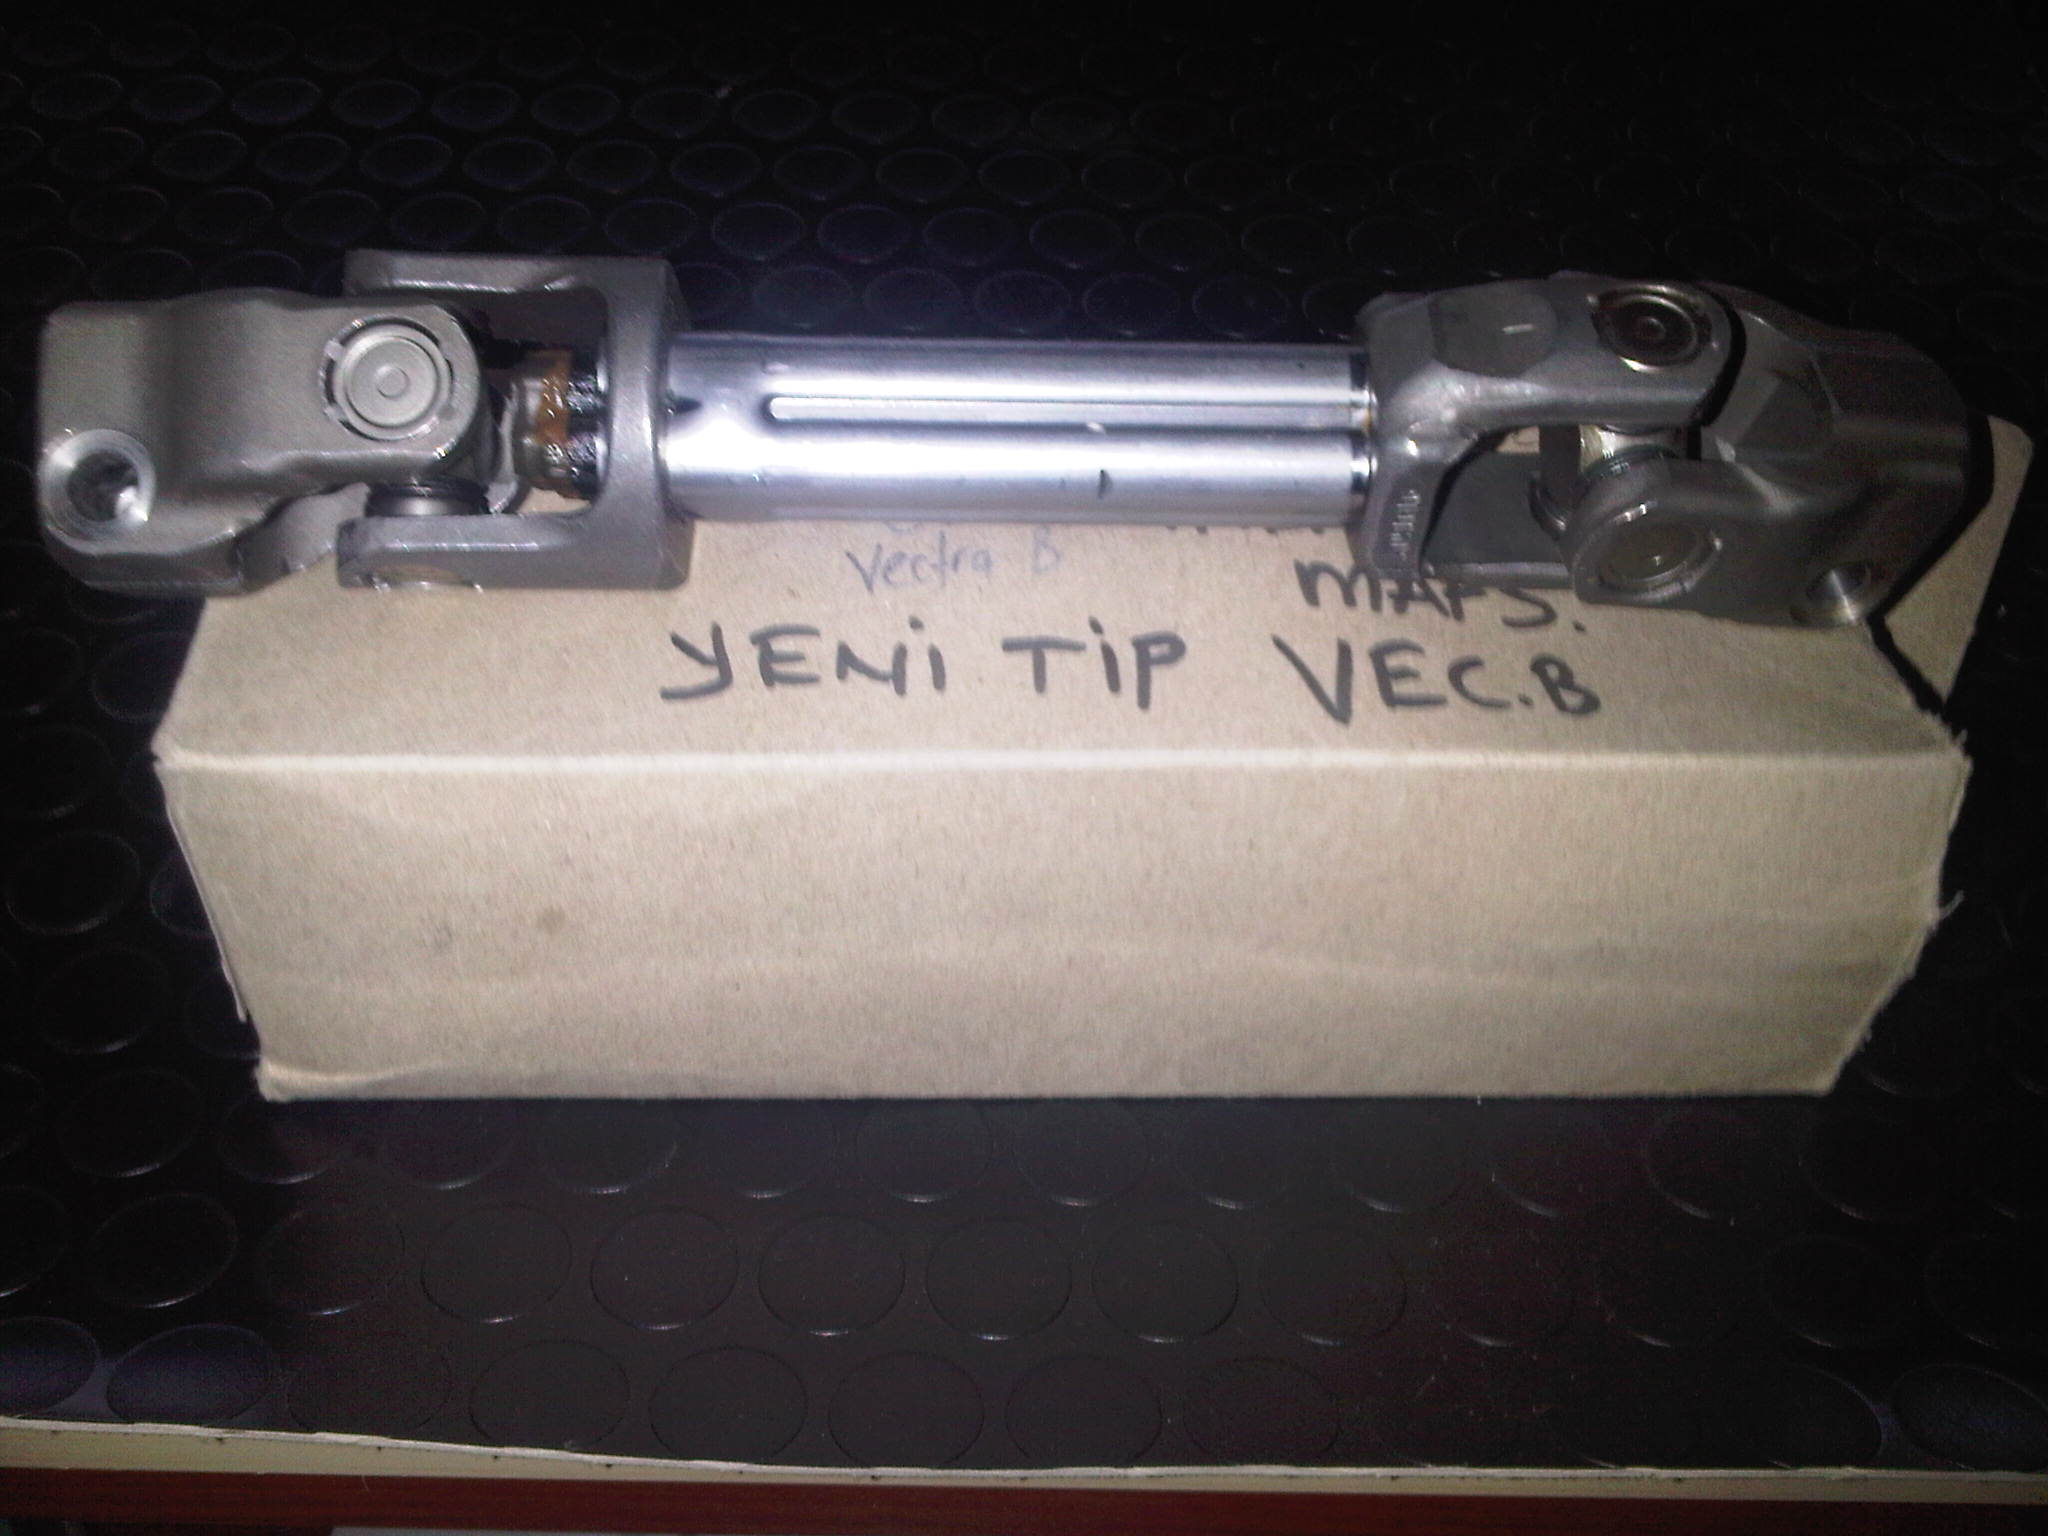 Vectra B
MAFS.
YENİ TİP VEC.B